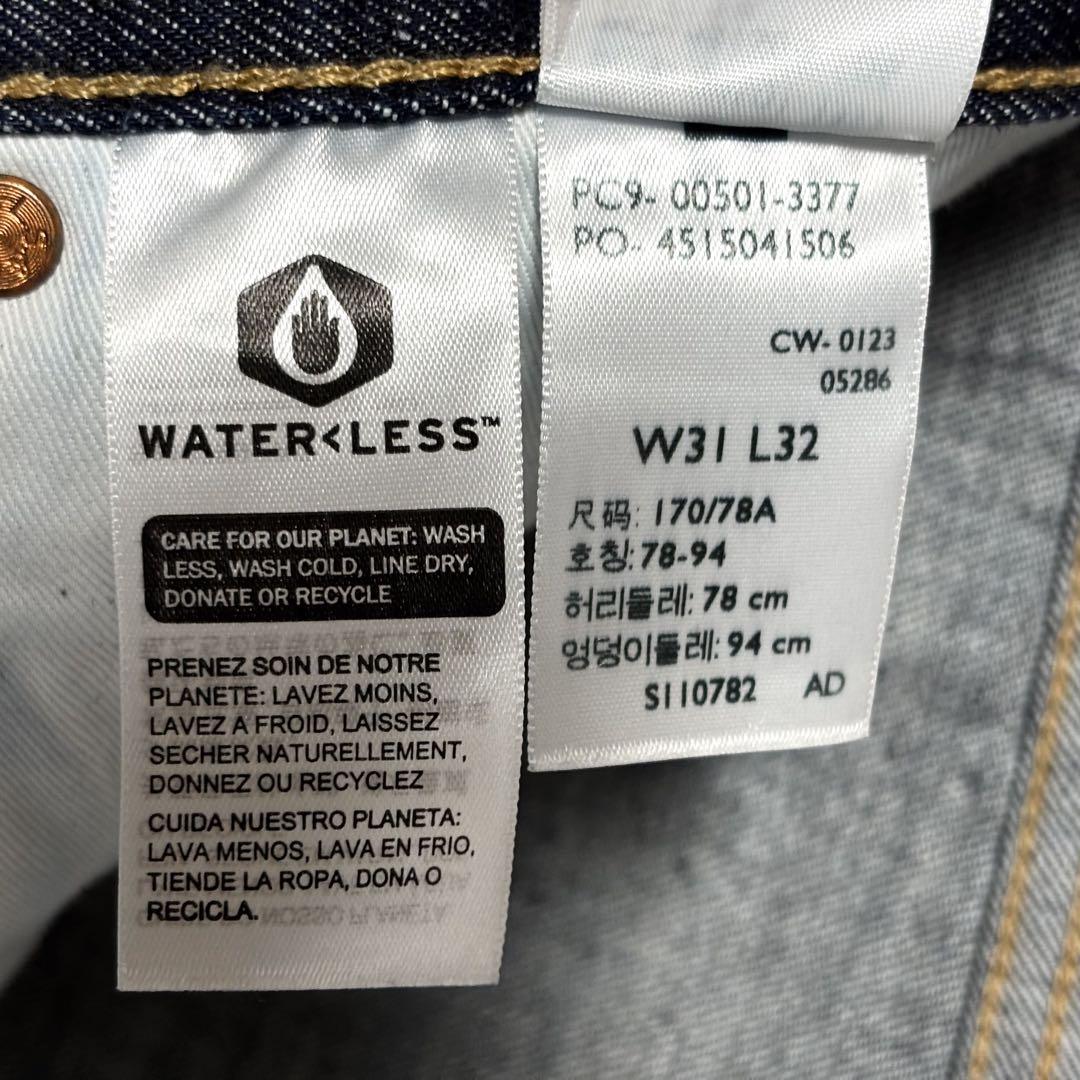 WATER<LESS™
CARE FOR OUR PLANET: WASH
LESS, WASH COLD, LINE DRY,
DONATE OR RECYCLE
PRENEZ SOIN DE NOTRE
PLANETE: LAVEZ MOINS,
LAVEZ A FROID, LAISSEZ
SECHER NATURELLEMENT,
DONNEZ OU RECYCLEZ
CUIDA NUESTRO PLANETA:
LAVA MENOS, LAVA EN FRIO,
TIENDE LA ROPA, DONA O
RECICLA.
PC9- 00501-3377
PO- 4515041506
CW- 0123
05286
W31 L32
尺码: 170/78A
호칭: 78-94
허리둘레: 78 cm
엉덩이둘레: 94 cm
S110782 AD